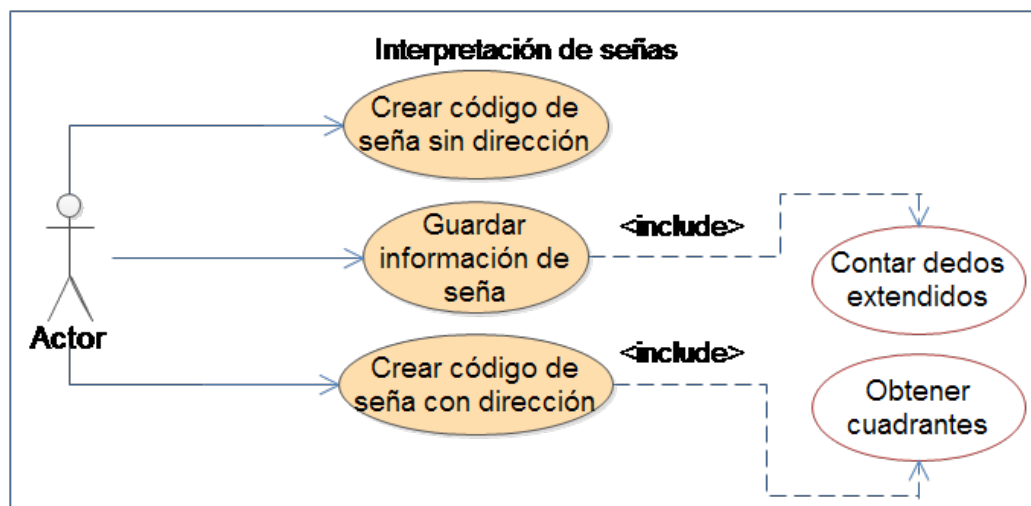 Interpretación de señas
Crear código de
seña sin dirección
Guardar
información de
seña
<include>
Contar dedos
extendidos
Actor
Crear código de
seña con dirección
<include>
Obtener
cuadrantes